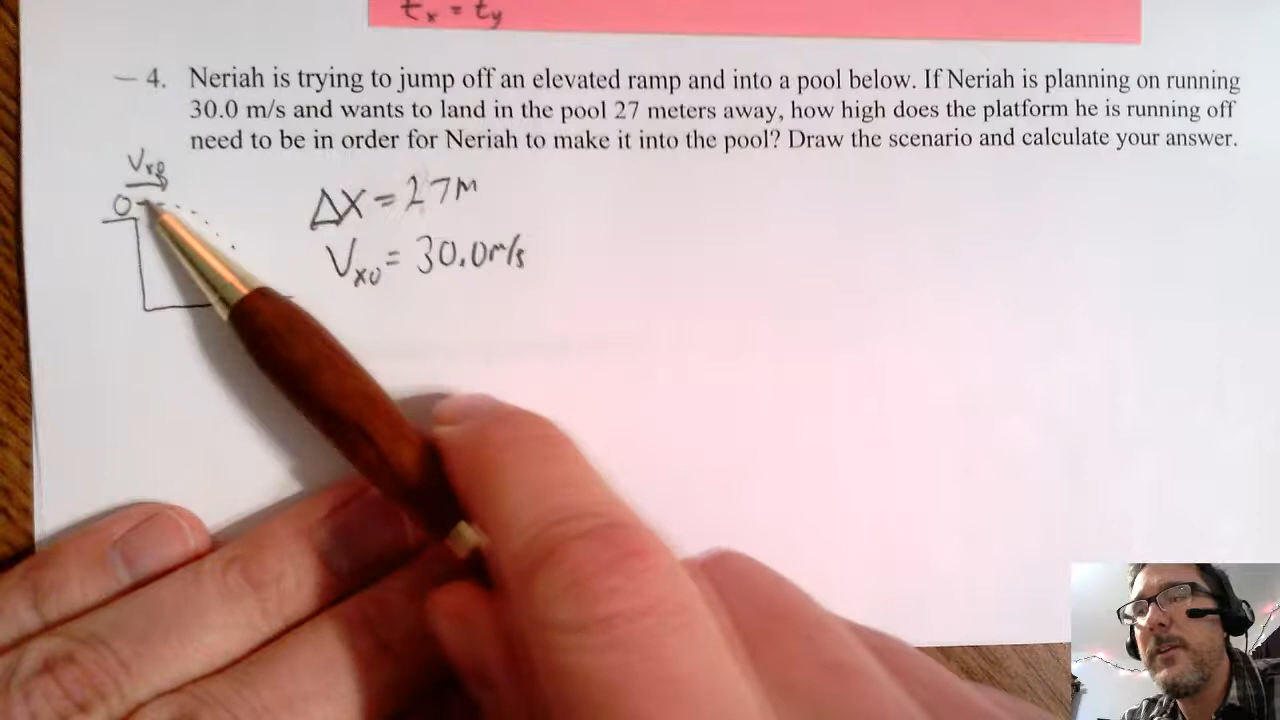 tx = ty
— 4. Neriah is trying to jump off an elevated ramp and into a pool below. If Neriah is planning on running
30.0 m/s and wants to land in the pool 27 meters away, how high does the platform he is running off
need to be in order for Neriah to make it into the pool? Draw the scenario and calculate your answer.
Vx0
ΔX = 27m
Vx0 = 30.0m/s